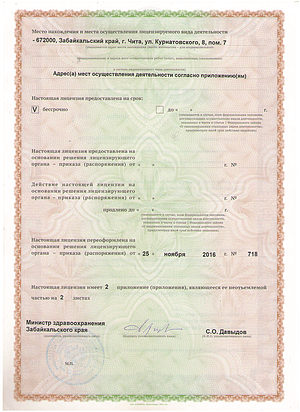 Место нахождения и места осуществления лицензируемого вида деятельности
- 672000, Забайкальский край, г. Чита, ул. Курнатовского, 8, пом. 7
Адрес(а) мест осуществления деятельности согласно приложению(ям)
Настоящая лицензия предоставлена на срок:
V бессрочно
до « »
г.
Настоящая лицензия предоставлена на
основании решения лицензирующего
органа – приказа (распоряжения) от « » г. №
Действие настоящей лицензии на
основании решения лицензирующего
органа – приказа (распоряжения) от « » г. №
продлено до « » г.
Настоящая лицензия переоформлена на
основании решения лицензирующего
органа – приказа (распоряжения) от « 25 » ноября 2016 г. № 718
Настоящая лицензия имеет 2 приложение (приложения), являющееся ее неотъемлемой
частью на 2 листах
Министр здравоохранения
Забайкальского края
С.О. Давыдов
М.П.